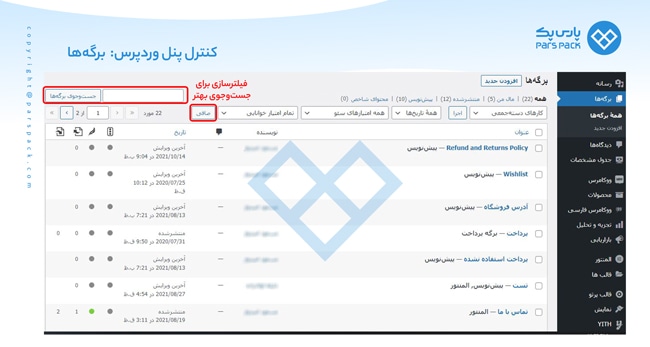 کنترل پنل وردپرس: برگه‌ها
پارس پک
PARS PACK
copyright@parspack.com
رسانه
برگه‌ها
همهٔ برگه‌ها
افزودن جدید
دیدگاه‌ها
جدول مشخصات
ووکامرس
محصولات
ووکامرس فارسی
تجزیه و تحلیل
بازاریابی
المنتور
قالب ها
قالب پرتو
نمایش
YITH
برگه‌ها
افزودن جدید
همه (22) | مال من (5) | منتشرشده (12) | پیش‌نویس (10) | محتوای شاخص (0)
فیلترسازی برای
جست‌وجوی بهتر
جست‌وجوی برگه‌ها
کارهای دسته‌جمعی
اجرا
همهٔ تاریخ‌ها
همه امتیازهای سئو
تمام امتیاز خوانایی
صافی
22 مورد
1 از 2
عنوان
نویسنده
تاریخ
Refund and Returns Policy — پیش‌نویس
—
آخرین ویرایش
2021/10/14 در 9:04 ب.ظ
0
Wishlist — پیش‌نویس
—
آخرین ویرایش
2020/07/25 در 10:12
ق.ظ
0
آدرس فروشگاه — پیش‌نویس
—
آخرین ویرایش
2021/08/13 در 7:21 ب.ظ
0
پرداخت — برگه پرداخت
—
منتشرشده
2020/07/31 در 9:50 ق.ظ
0 0
پرداخت استفاده نشده — پیش‌نویس
—
آخرین ویرایش
2021/08/13 در 7:21 ب.ظ
0
تست — پیش‌نویس, المنتور
—
آخرین ویرایش
2021/08/27 در 4:54 ق.ظ
0
تماس با ما — المنتور
—
منتشرشده
2021/08/19 در 3:11 ق.ظ
1 2